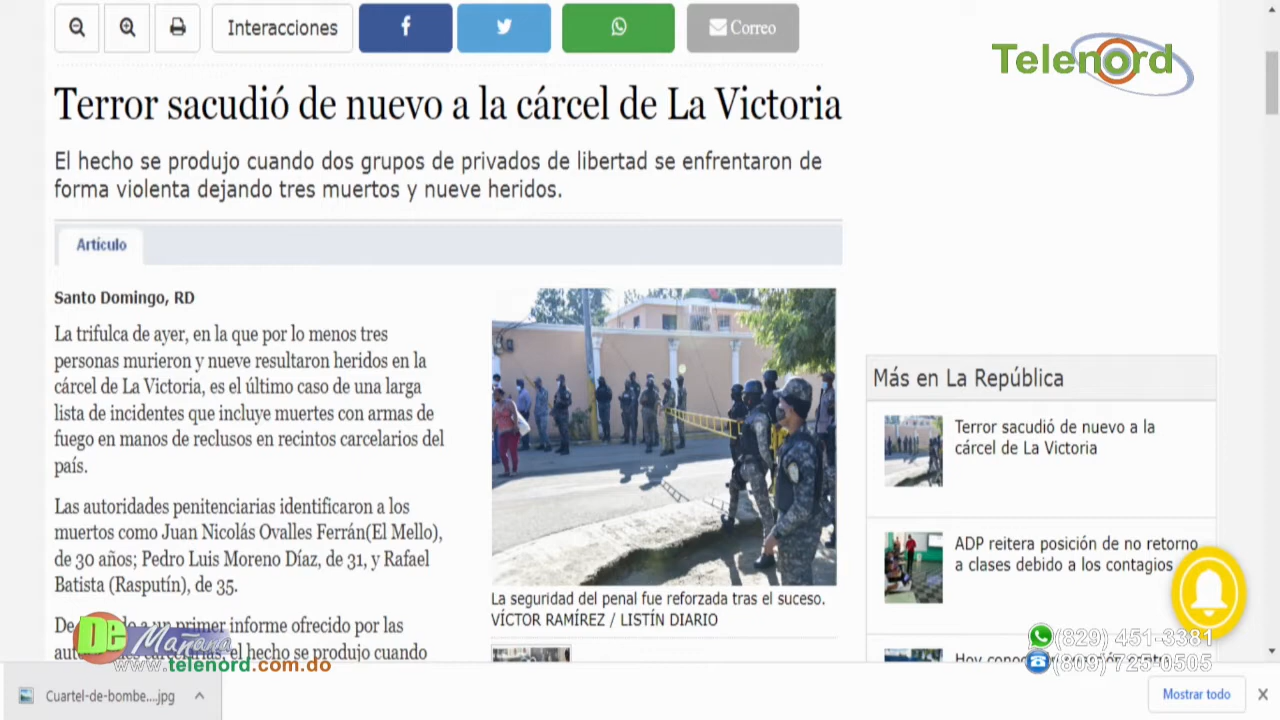 Interacciones
Correo
Telenord
Terror sacudió de nuevo a la cárcel de La Victoria
El hecho se produjo cuando dos grupos de privados de libertad se enfrentaron de
forma violenta dejando tres muertos y nueve heridos.
Artículo
Santo Domingo, RD
La trifulca de ayer, en la que por lo menos tres
personas murieron y nueve resultaron heridos en la
cárcel de La Victoria, es el último caso de una larga
lista de incidentes que incluye muertes con armas de
fuego en manos de reclusos en recintos carcelarios del
país.
Las autoridades penitenciarias identificaron a los
muertos como Juan Nicolás Ovalles Ferrán(El Mello),
de 30 años; Pedro Luis Moreno Díaz, de 31, y Rafael
Batista (Rasputín), de 35.
a un primer informe ofrecido por las
el hecho se produjo cuando
La seguridad del penal fue reforzada tras el suceso.
VÍCTOR RAMÍREZ / LISTÍN DIARIO
Más en La República
Terror sacudió de nuevo a la
cárcel de La Victoria
ADP reitera posición de no retorno
a clases debido a los contagios
De Mañana
www.telenord.com.do
(829) 451-3381
(809) 725-0505
Cuartel-de-bombe....jpg
Mostrar todo